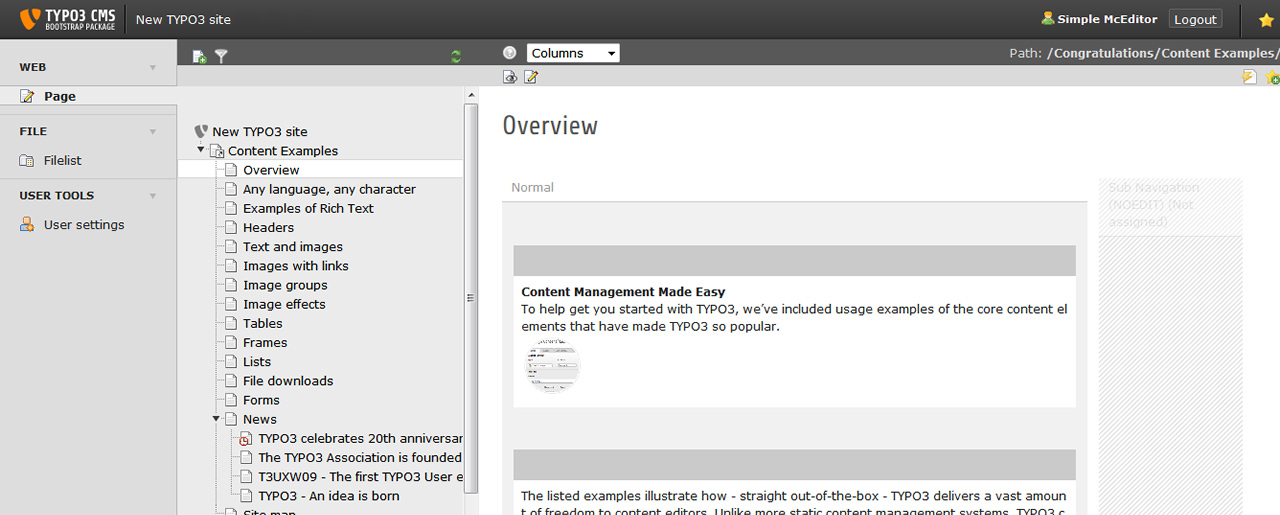 TYPO3 CMS
BOOTSTRAP PACKAGE
New TYPO3 site
Simple McEditor
Logout
WEB
Page
FILE
Filelist
USER TOOLS
User settings
New TYPO3 site
Content Examples
Overview
Any language, any character
Examples of Rich Text
Headers
Text and images
Images with links
Image groups
Image effects
Tables
Frames
Lists
File downloads
Forms
News
TYPO3 celebrates 20th anniversar
The TYPO3 Association is founded
T3UXW09 - The first TYPO3 User e
TYPO3 - An idea is born
Site map
Columns
Path: /Congratulations/Content Examples/
Overview
Normal
Content Management Made Easy
To help get you started with TYPO3, we've included usage examples of the core content el
ements that have made TYPO3 so popular.
The listed examples illustrate how - straight out-of-the-box - TYPO3 delivers a vast amoun
t of freedom to content editors. Unlike more static content management systems, TYPO3 c
Sub Navigation
(NOEDIT) (Not
assigned)